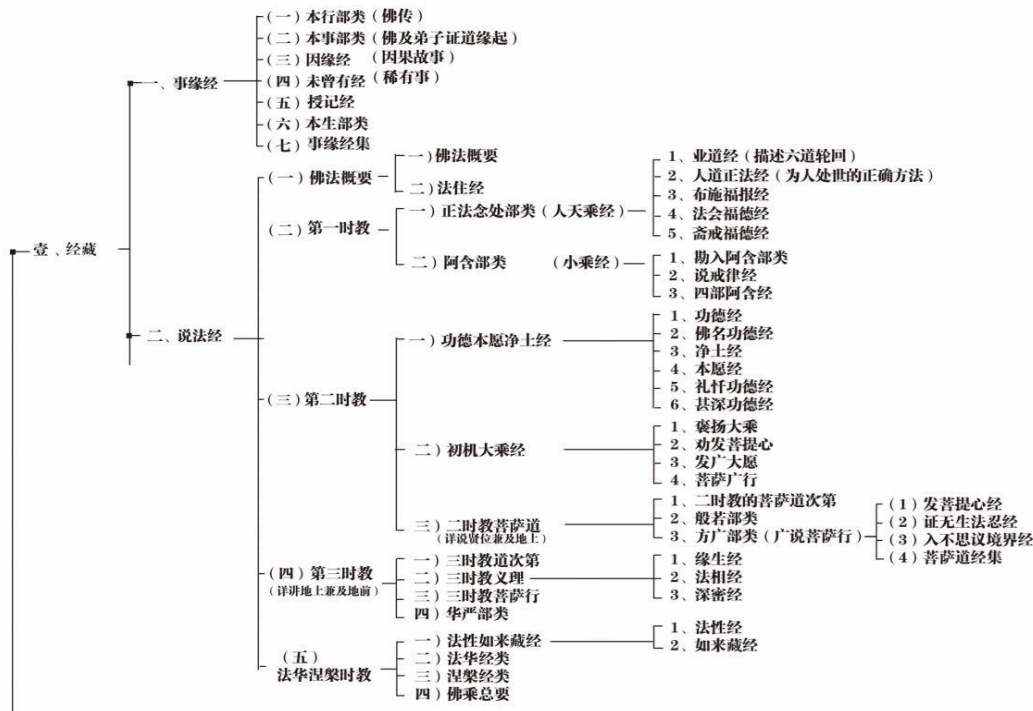 壹、经藏
一、事缘经
(一)本行部类(佛传)
(二)本事部类(佛及弟子证道缘起)
(三)因缘经 (因果故事)
(四)未曾有经(稀有事)
(五)授记经
(六)本生部类
(七)事缘经集
二、说法经
(一)佛法概要
一)佛法概要
二)法住经
(二)第一时教
一)正法念处部类(人天乘经)
1、业道经(描述六道轮回)
2、人道正法经(为人处世的正确方法)
3、布施福报经
4、法会福德经
5、斋戒福德经
二)阿含部类 (小乘经)
1、勘入阿含部类
2、说戒律经
3、四部阿含经
(三)第二时教
一)功德本愿净土经
1、功德经
2、佛名功德经
3、净土经
4、本愿经
5、礼忏功德经
6、甚深功德经
二)初机大乘经
1、褒扬大乘
2、劝发菩提心
3、发广大愿
4、菩萨广行
三)二时教菩萨道
(详说贤位兼及地上)
1、二时教的菩萨道次第
2、般若部类
3、方广部类(广说菩萨行)
(1)发菩提心经
(2)证无生法忍经
(3)入不思议境界经
(4)菩萨道经集
(四)第三时教
(详讲地上兼及地前)
一)三时教道次第
二)三时教义理
1、缘生经
2、法相经
3、深密经
三)三时教菩萨行
四)华严部类
(五)
法华涅槃时教
一)法性如来藏经
1、法性经
2、如来藏经
二)法华经类
三)涅槃经类
四)佛乘总要